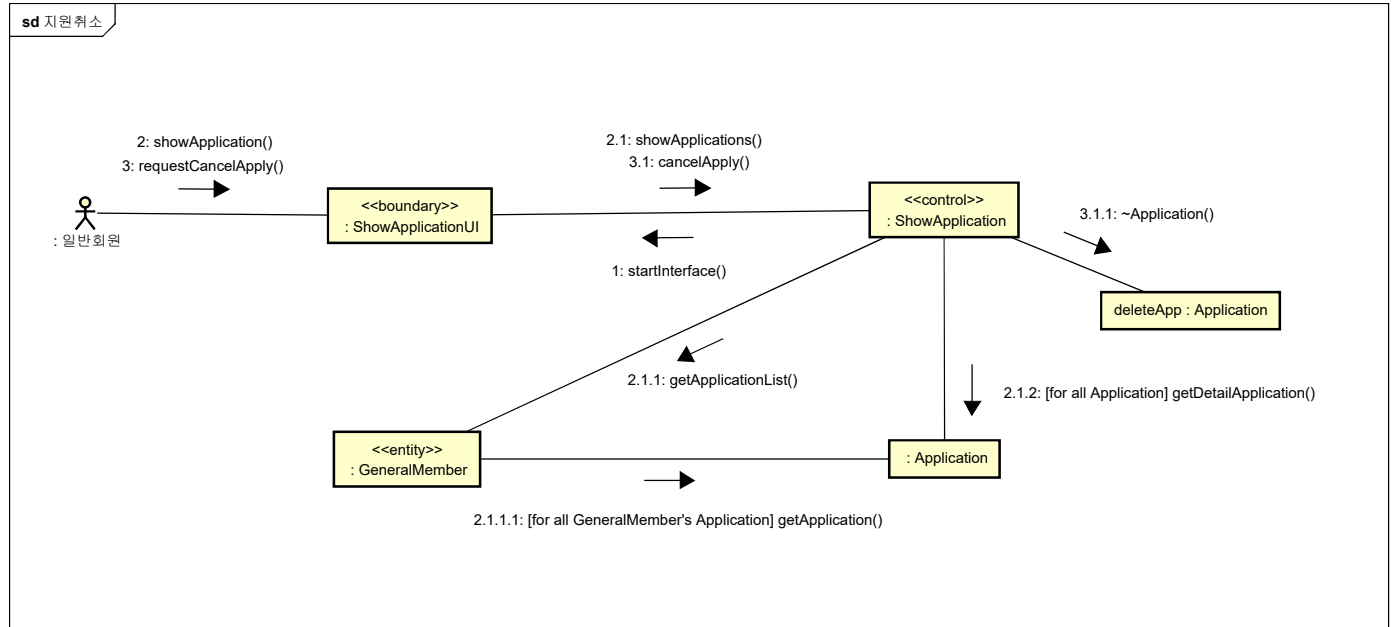 sd 지원취소
2: showApplication()
3: requestCancelApply()
2.1: showApplications()
3.1: cancelApply()
<<boundary>>
: ShowApplicationUI
<<control>>
: ShowApplication
3.1.1: ~Application()
: 일반회원
1: startInterface()
deleteApp : Application
2.1.1: getApplicationList()
2.1.2: [for all Application] getDetailApplication()
<<entity>>
: GeneralMember
: Application
2.1.1.1: [for all GeneralMember's Application] getApplication()